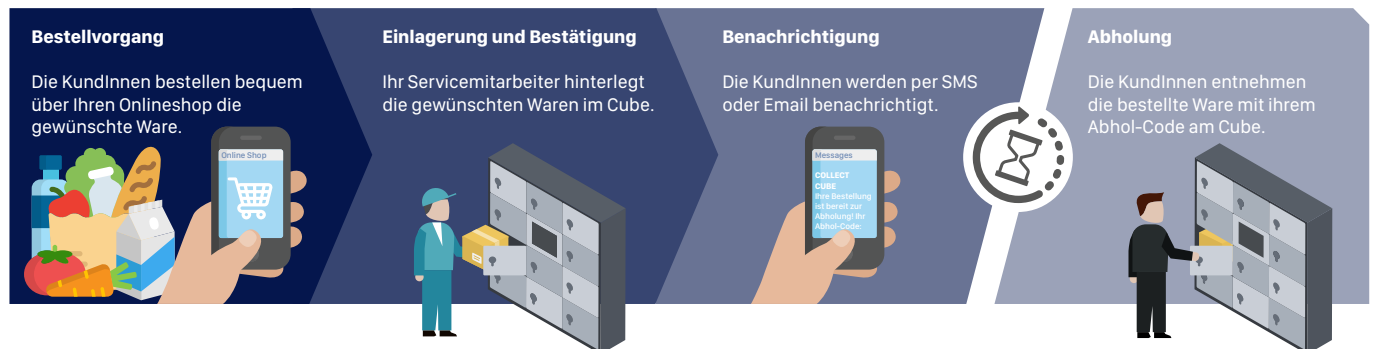 Bestellvorgang
Die KundInnen bestellen bequem
über Ihren Onlineshop die
gewünschte Ware.
Online Shop
Einlagerung und Bestätigung
Ihr Servicemitarbeiter hinterlegt
die gewünschten Waren im Cube.
Benachrichtigung
Die KundInnen werden per SMS
oder Email benachrichtigt.
Messages
COLLECT
CUBE
Ihre Bestellung
ist bereit zur
Abholung! Ihr
Abhol-Code:
Abholung
Die KundInnen entnehmen
die bestellte Ware mit ihrem
Abhol-Code am Cube.